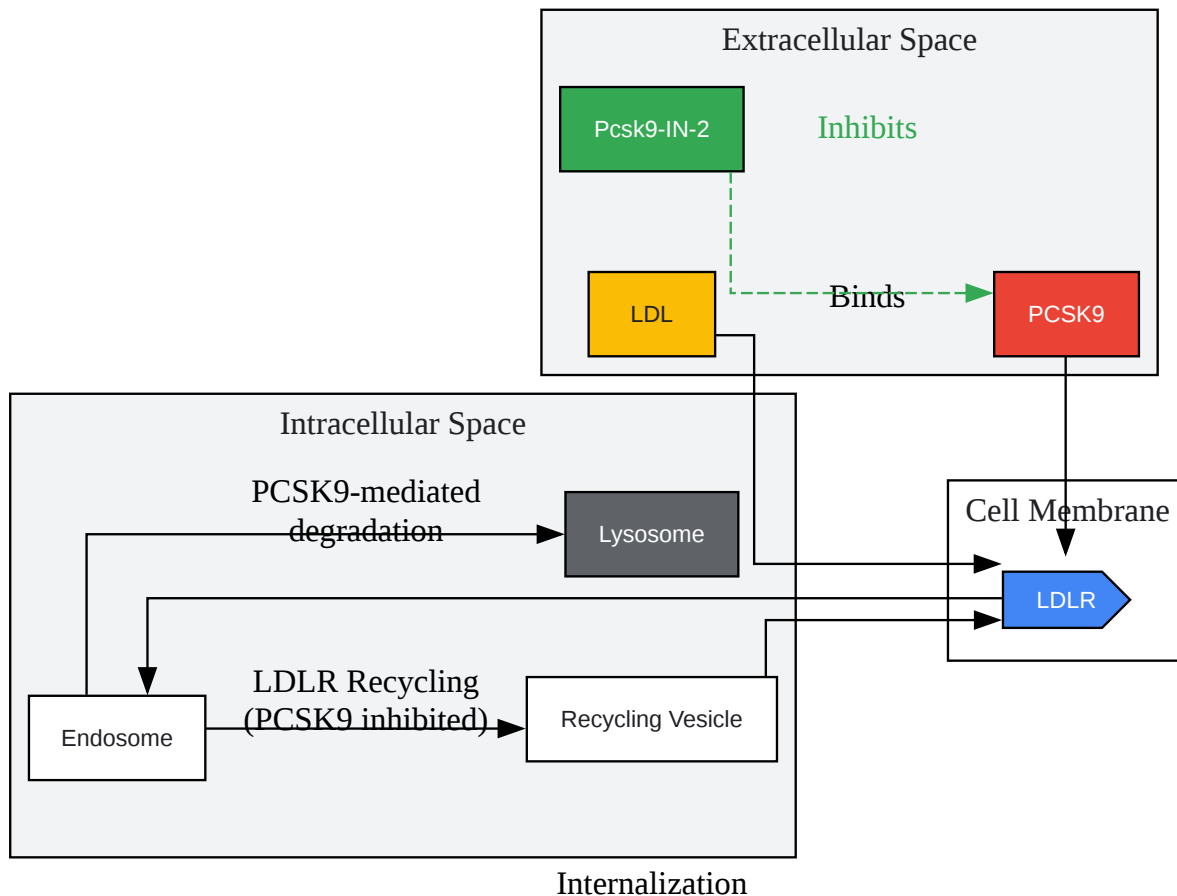 Extracellular Space
Pcsk9-IN-2
Inhibits
Binds
LDL
PCSK9
Intracellular Space
PCSK9-mediated
degradation
Lysosome
Cell Membrane
LDLR
LDLR Recycling
(PCSK9 inhibited)
Recycling Vesicle
Endosome
Internalization